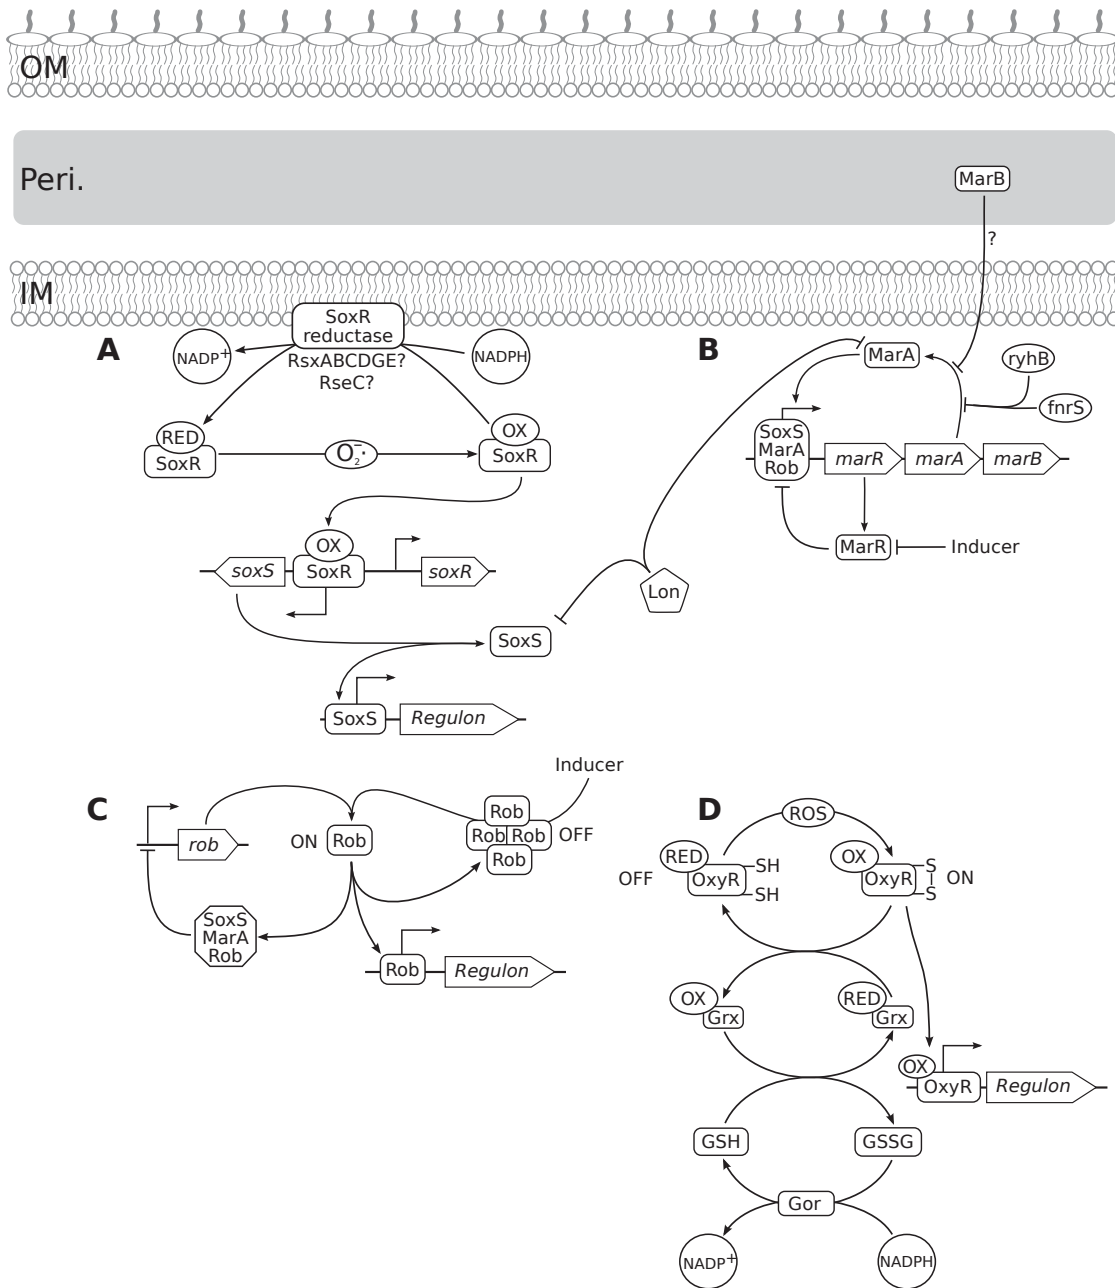 OM
Peri.
MarB
?
IM
A
SoxR
reductase
NADP+
NADPH
RsxABCDGE?
RseC?
RED
SoxR
O2−·
OX
SoxR
OX
SoxR
soxS
soxR
SoxS
SoxS
Regulon
Lon
B
MarA
ryhB
fnrS
SoxS
MarA
Rob
marR
marA
marB
MarR
Inducer
C
rob
ON
Rob
Inducer
Rob
Rob
Rob
OFF
Rob
SoxS
MarA
Rob
Rob
Regulon
D
ROS
OFF
RED
OxyR
SH
SH
OX
OxyR
S
S
ON
OX
Grx
RED
Grx
OX
OxyR
Regulon
GSH
GSSG
Gor
NADP+
NADPH